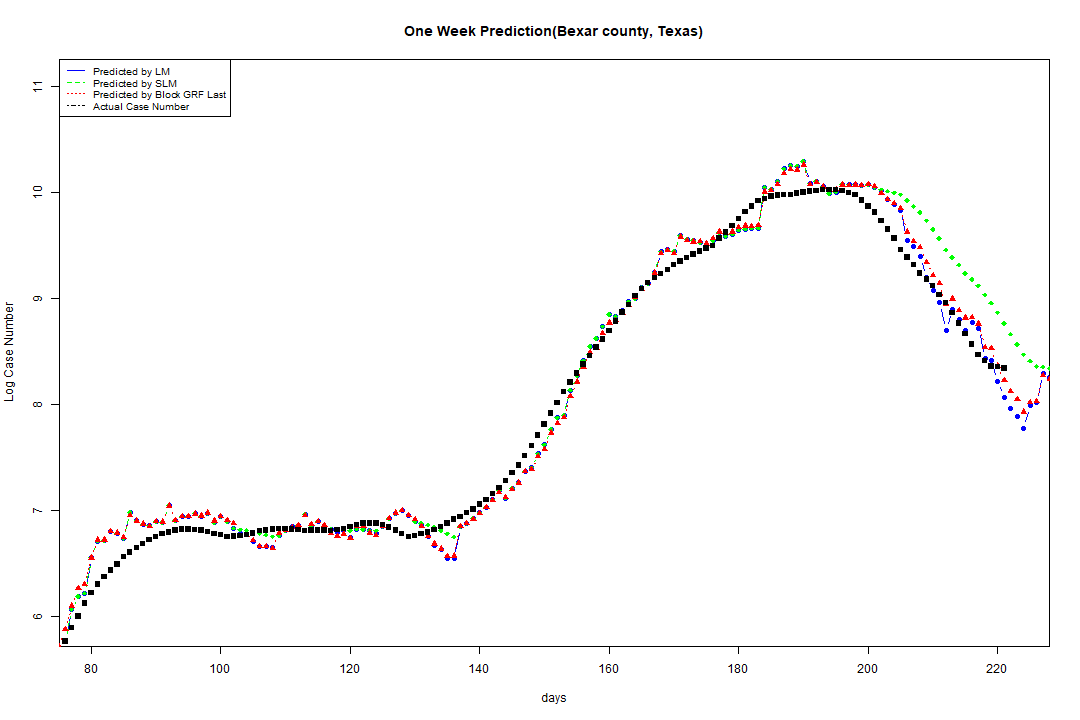 One Week Prediction(Bexar county, Texas)
Predicted by LM
Predicted by SLM
Predicted by Block GRF Last
Actual Case Number
11
10
9
8
7
6
Log Case Number
80 100 120 140 160 180 200 220
days